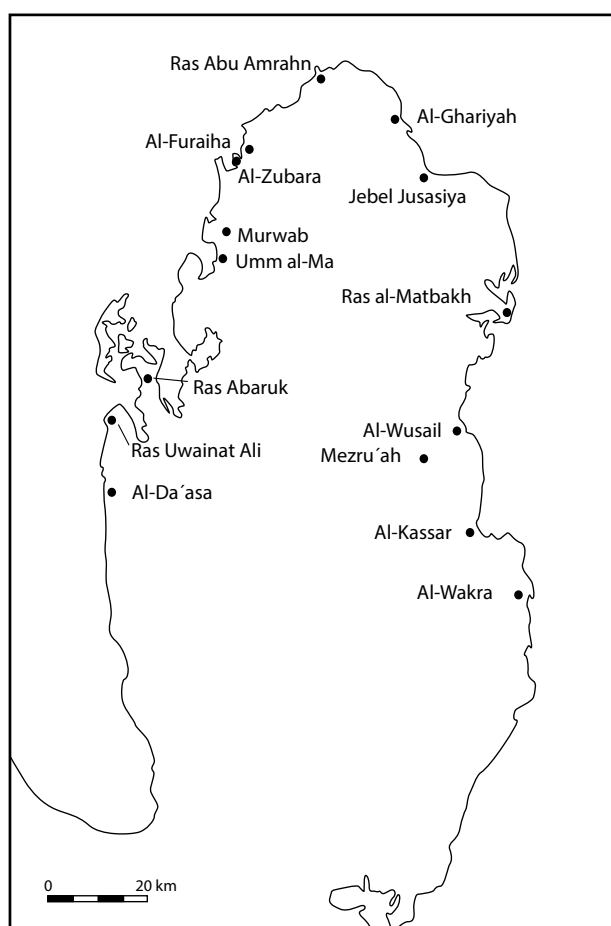 Ras Abu Amrahn
Al-Ghariyah
Al-Furaiha
Al-Zubara
Jebel Jusasiya
Murwab
Umm al-Ma
Ras al-Matbakh
Ras Abaruk
Al-Wusail
Ras Uwainat Ali
Mezru´ah
Al-Da´asa
Al-Kassar
Al-Wakra
0 20 km